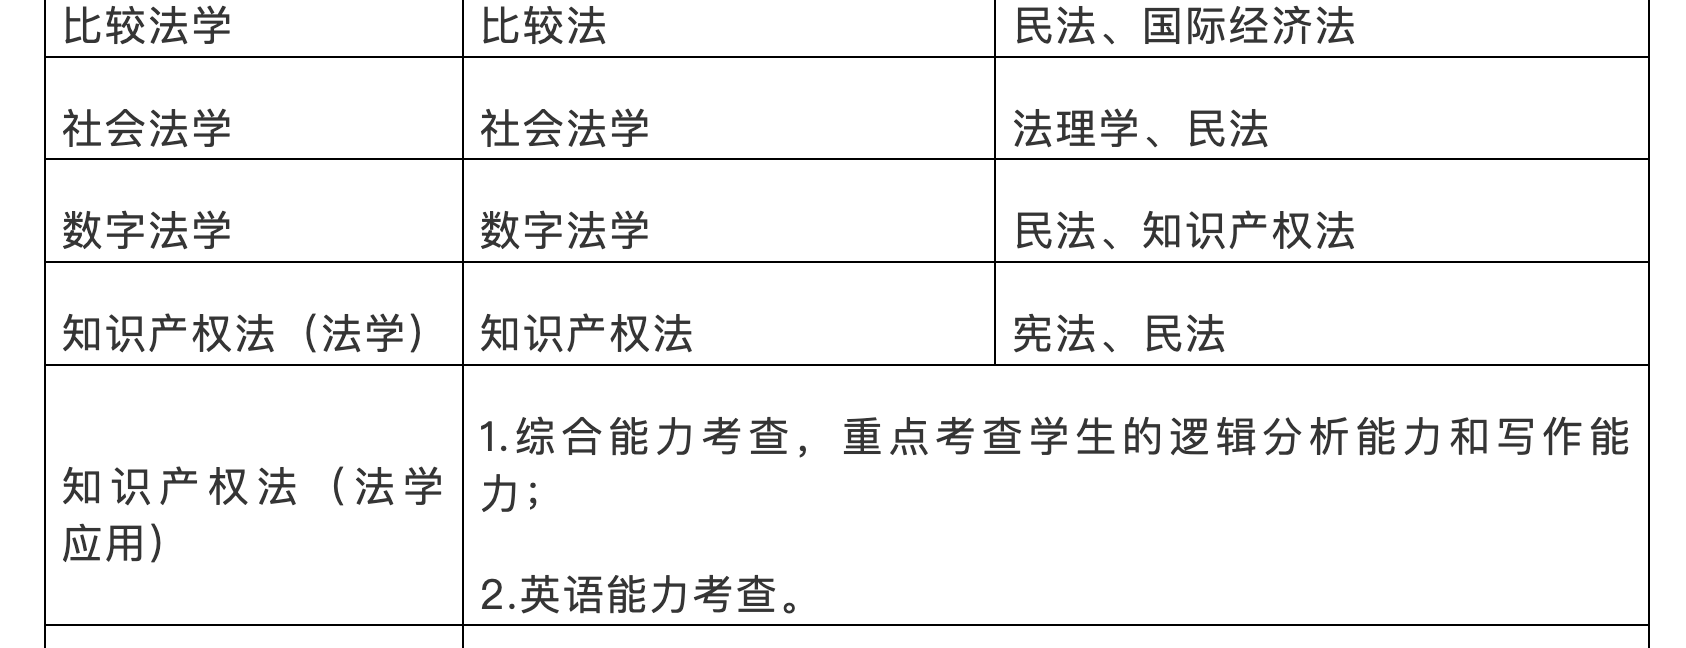 比较法学 比较法 民法、国际经济法
社会法学 社会法学 法理学、民法
数字法学 数字法学 民法、知识产权法
知识产权法（法学） 知识产权法 宪法、民法
知识产权法（法学
应用）
1.综合能力考查，重点考查学生的逻辑分析能力和写作能
力；
2.英语能力考查。